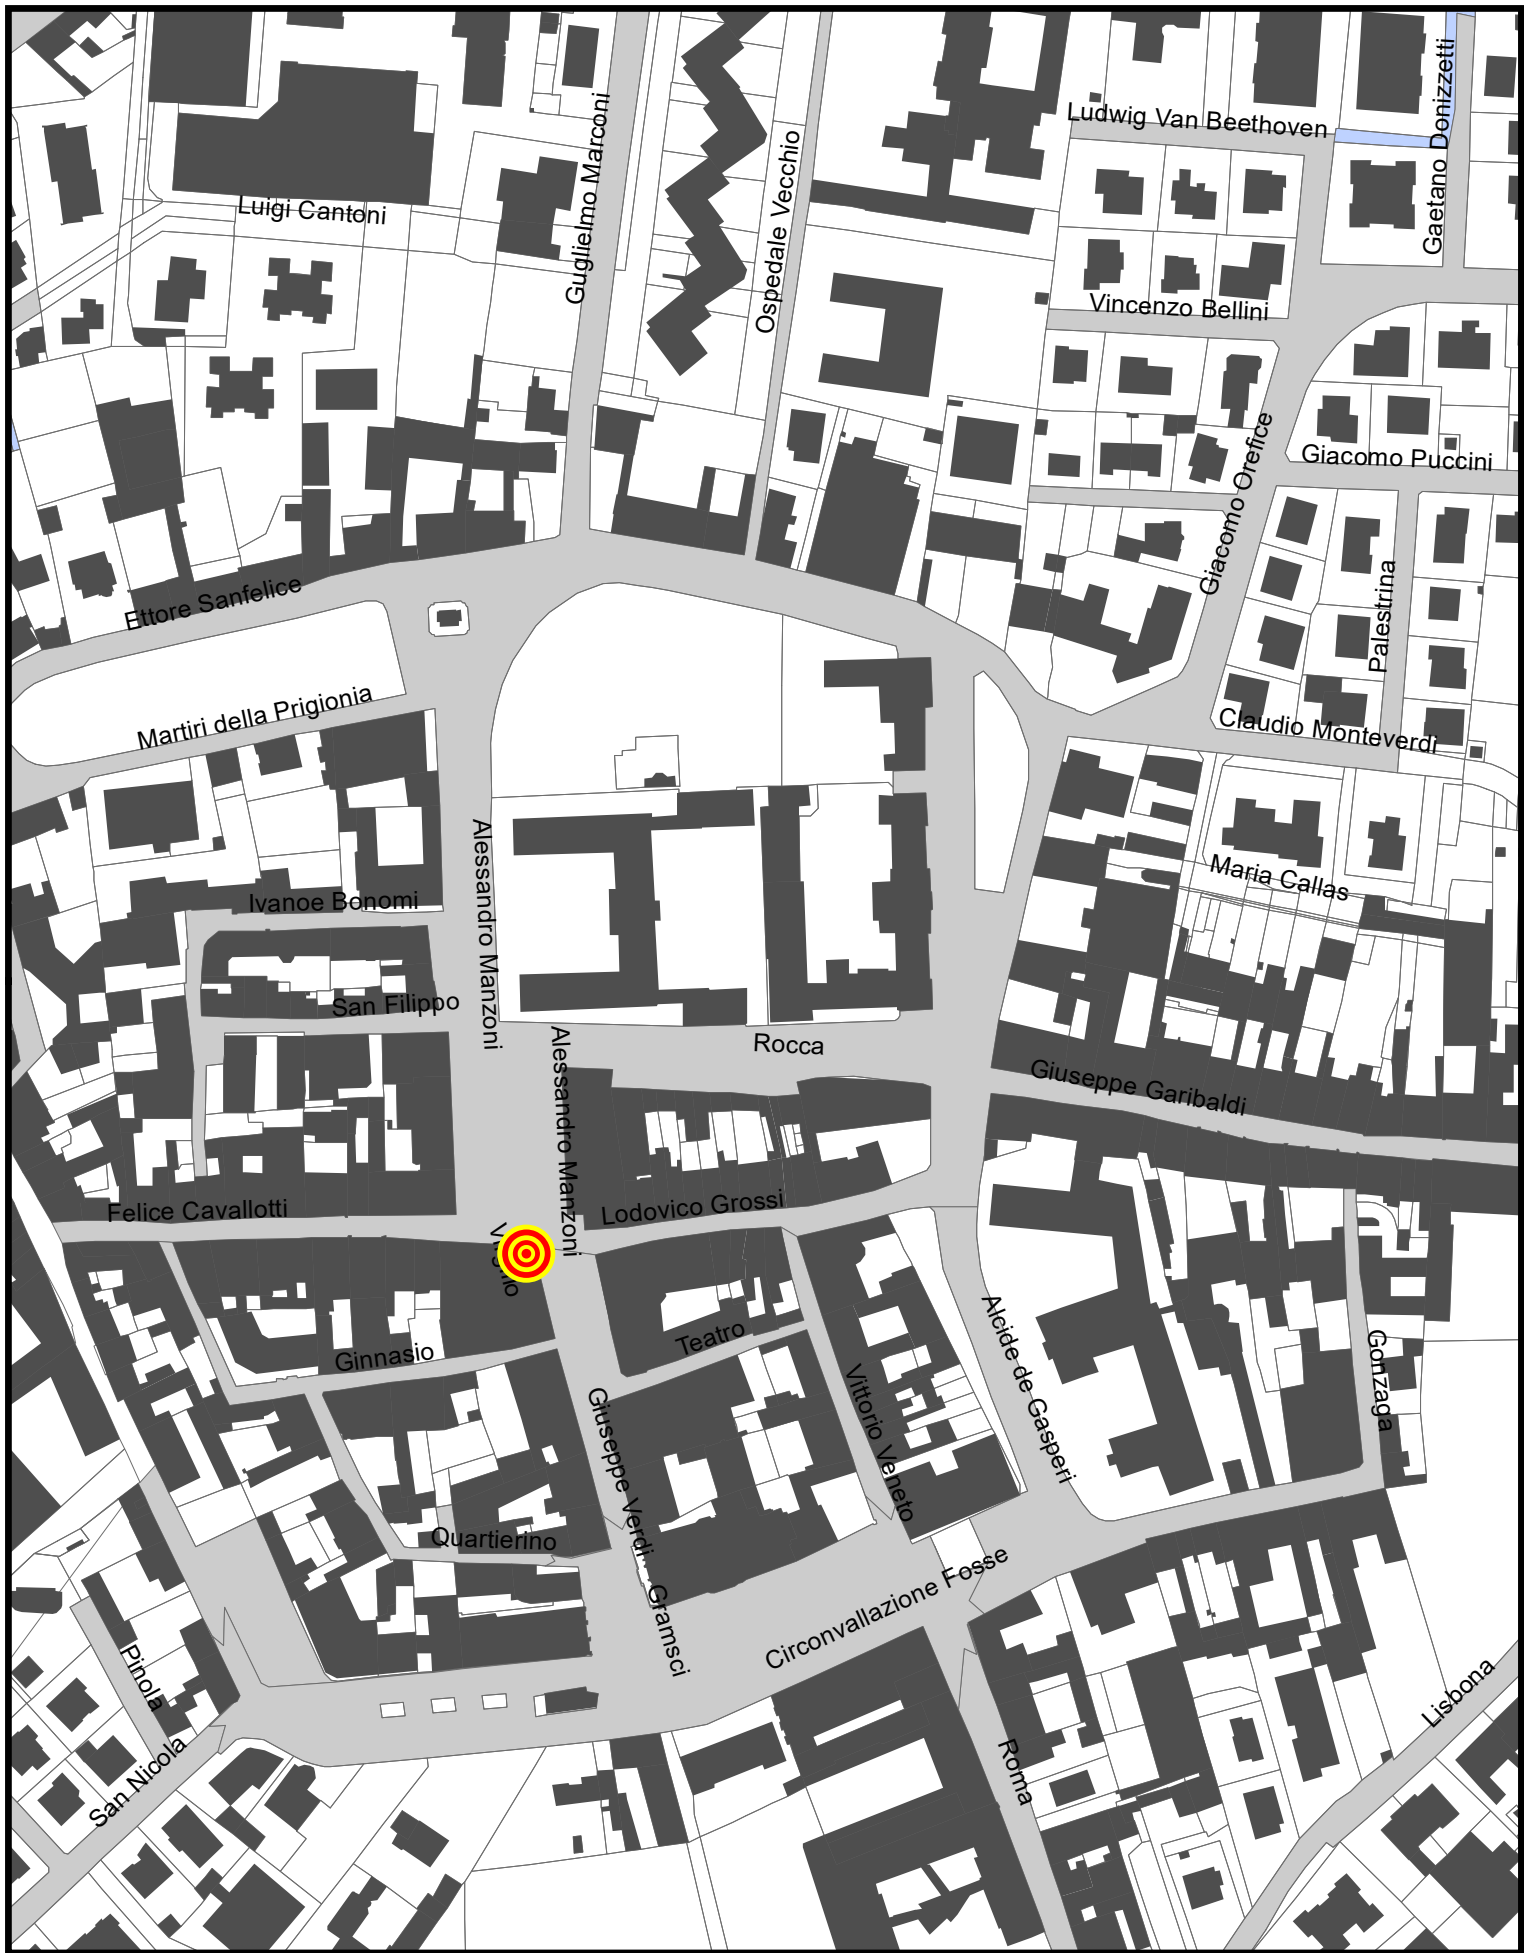 Ludwig Van Beethoven
Gaetano Donizzetti
Guglielmo Marconi
Ospedale Vecchio
Luigi Cantoni
Vincenzo Bellini
Giacomo Orefice
Giacomo Puccini
Ettore Sanfelice
Palestrina
Martiri della Prigionia
Claudio Monteverdi
Alessandro Manzoni
Maria Callas
Ivanoe Bonomi
San Filippo
Alessandro Manzoni
Rocca
Giuseppe Garibaldi
Felice Cavallotti
Lodovico Grossi
Alcide de Gasperi
Teatro
Ginnasio
Gonzaga
Vittorio Veneto
Giuseppe Verdi
Quartierino
Gramsci
Circonvallazione Fosse
Pinola
San Nicola
Roma
Lisbona